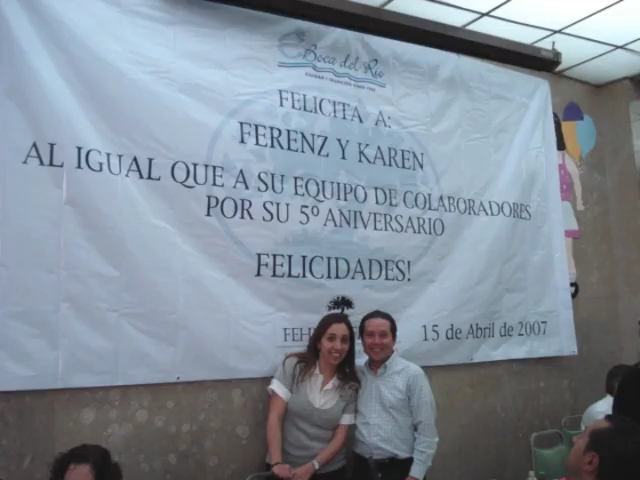 Boca del Río
FELICITA A:
FERENZ Y KAREN
AL IGUAL QUE A SU EQUIPO DE COLABORADORES
POR SU 5º ANIVERSARIO
FELICIDADES!
15 de Abril de 2007